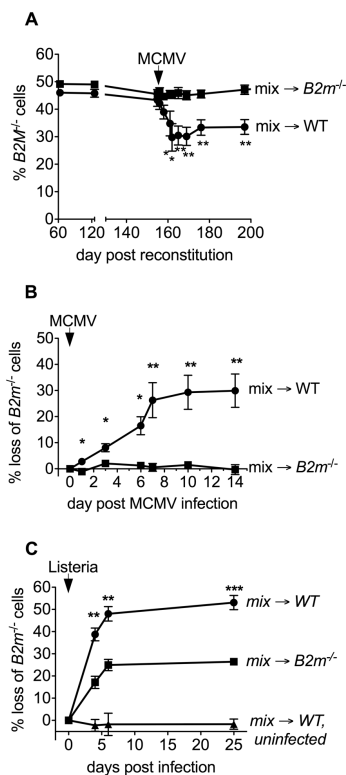 A
MCMV
% B2M-/- cells
60
50
40
30
20
10
0
mix → B2m-/-
mix → WT
*
*
**
**
**
**
60
120
140
160
180
200
day post reconstitution
B
MCMV
% loss of B2m-/- cells
50
40
30
20
10
0
*
*
*
**
**
**
mix → WT
mix → B2m-/-
0
2
4
6
8
10
12
14
day post MCMV infection
C
Listeria
% loss of B2m-/- cells
60
50
40
30
20
10
0
**
**
***
mix → WT
mix → B2m-/-
mix → WT,
uninfected
0
5
10
15
20
25
days post infection